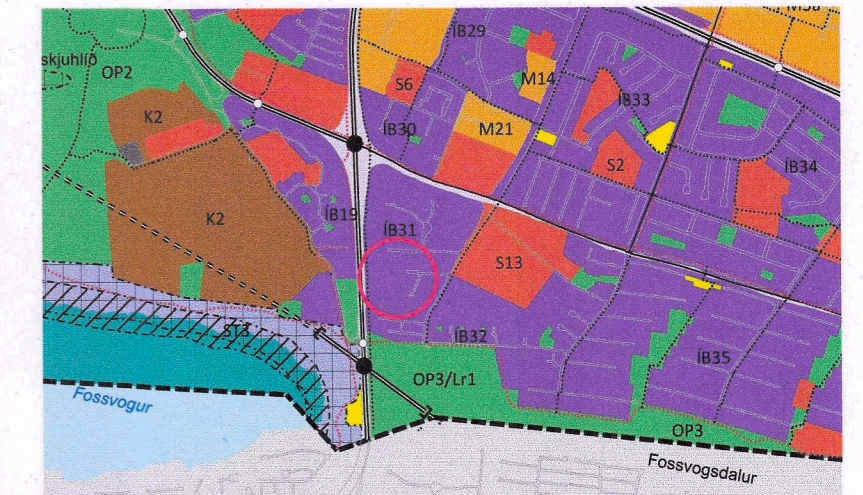 ÍB29
M3a
skjuhlíð
OP2
S6
M14
ÍB33
K2
ÍB30
M21
S2
ÍB34
K2
ÍB19
ÍB31
S13
ÍB32
ÍB35
OP3/Lr1
Fossvogur
OP3
Fossvogsdalur